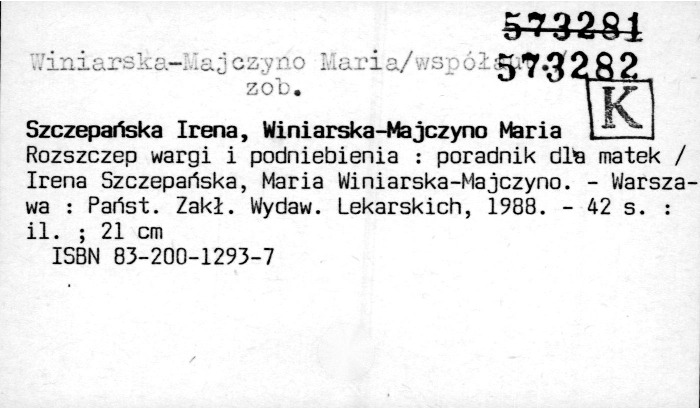 573281
Winiarska-Majczyno Maria/współaut./
573282
zob.
K
Szczepańska Irena, Winiarska-Majczyno Maria
Rozszczep wargi i podniebienia : poradnik dla matek /
Irena Szczepańska, Maria Winiarska-Majczyno. - Warsza-
wa : Państ. Zakł. Wydaw. Lekarskich, 1988. - 42 s. :
il. ; 21 cm
ISBN 83-200-1293-7